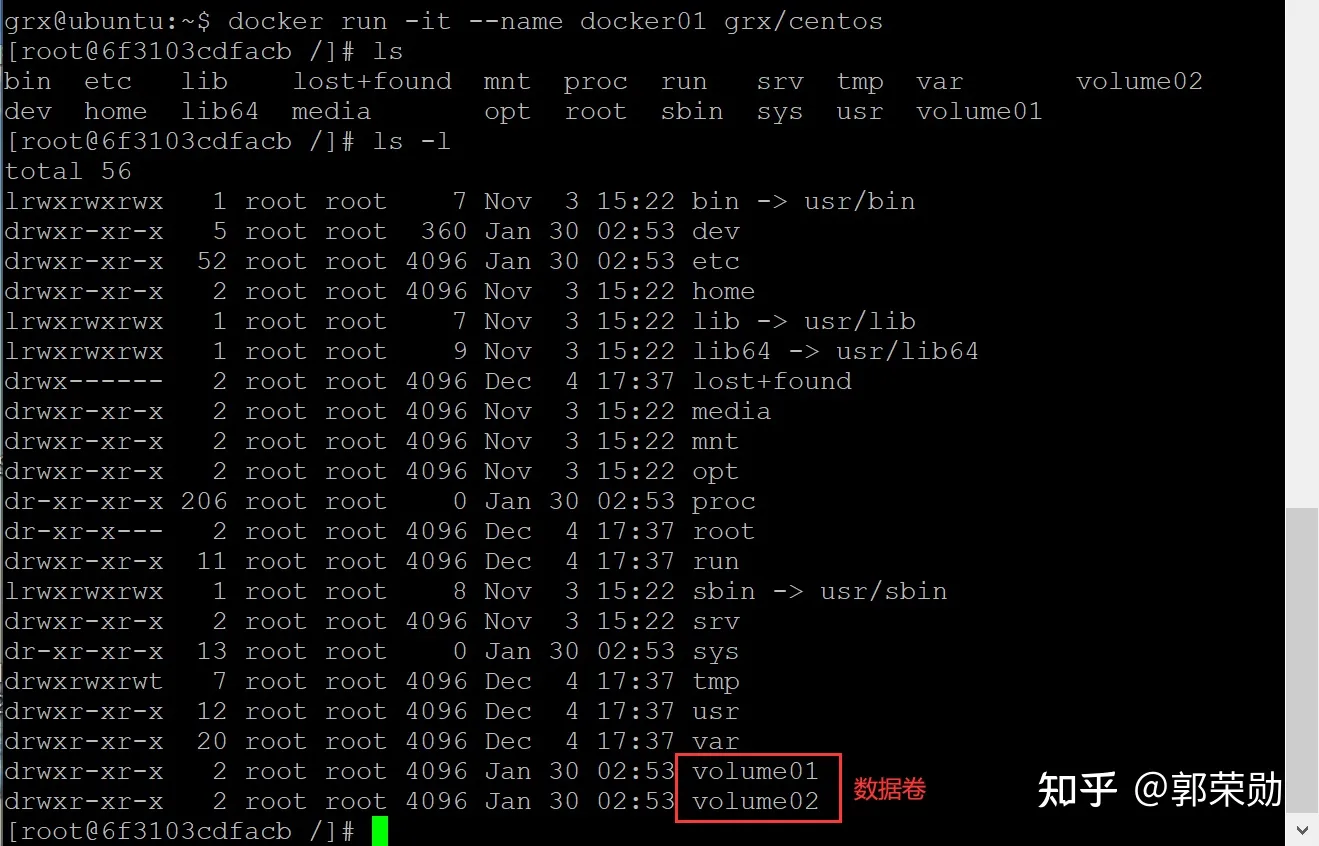 grx@ubuntu:~$ docker run -it --name docker01 grx/centos
[root@6f3103cdfacb /]# ls
bin  etc   lib    lost+found  mnt  proc  run   srv  tmp  var       volume02
dev  home  lib64  media       opt  root  sbin  sys  usr  volume01
[root@6f3103cdfacb /]# ls -l
total 56
lrwxrwxrwx   1 root root    7 Nov  3 15:22 bin -> usr/bin
drwxr-xr-x   5 root root  360 Jan 30 02:53 dev
drwxr-xr-x  52 root root 4096 Jan 30 02:53 etc
drwxr-xr-x   2 root root 4096 Nov  3 15:22 home
lrwxrwxrwx   1 root root    7 Nov  3 15:22 lib -> usr/lib
lrwxrwxrwx   1 root root    9 Nov  3 15:22 lib64 -> usr/lib64
drwx------   2 root root 4096 Dec  4 17:37 lost+found
drwxr-xr-x   2 root root 4096 Nov  3 15:22 media
drwxr-xr-x   2 root root 4096 Nov  3 15:22 mnt
drwxr-xr-x   2 root root 4096 Nov  3 15:22 opt
dr-xr-xr-x 206 root root    0 Jan 30 02:53 proc
dr-xr-x---   2 root root 4096 Dec  4 17:37 root
drwxr-xr-x  11 root root 4096 Dec  4 17:37 run
lrwxrwxrwx   1 root root    8 Nov  3 15:22 sbin -> usr/sbin
drwxr-xr-x   2 root root 4096 Nov  3 15:22 srv
dr-xr-xr-x  13 root root    0 Jan 30 02:53 sys
drwxrwxrwt   7 root root 4096 Dec  4 17:37 tmp
drwxr-xr-x  12 root root 4096 Dec  4 17:37 usr
drwxr-xr-x  20 root root 4096 Dec  4 17:37 var
drwxr-xr-x   2 root root 4096 Jan 30 02:53 volume01
drwxr-xr-x   2 root root 4096 Jan 30 02:53 volume02
数据卷
知乎 @郭荣勋
[root@6f3103cdfacb /]#